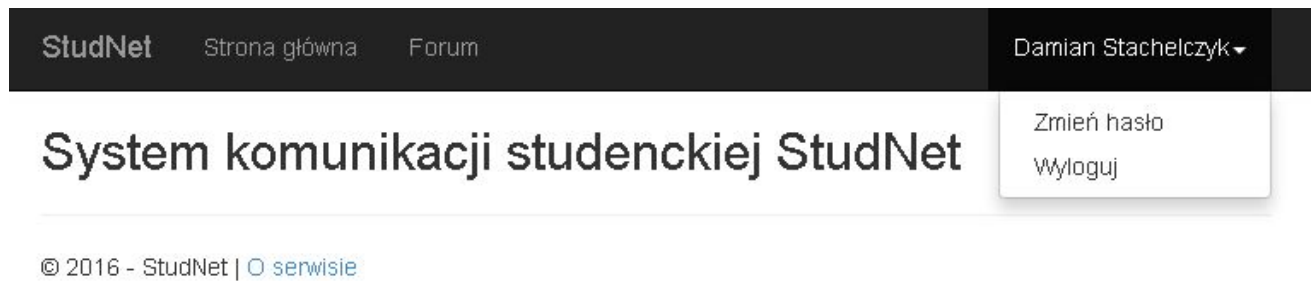 StudNet Strona główna Forum Damian Stachelczyk
Zmień hasło
Wyloguj
System komunikacji studenckiej StudNet
© 2016 - StudNet | O serwisie